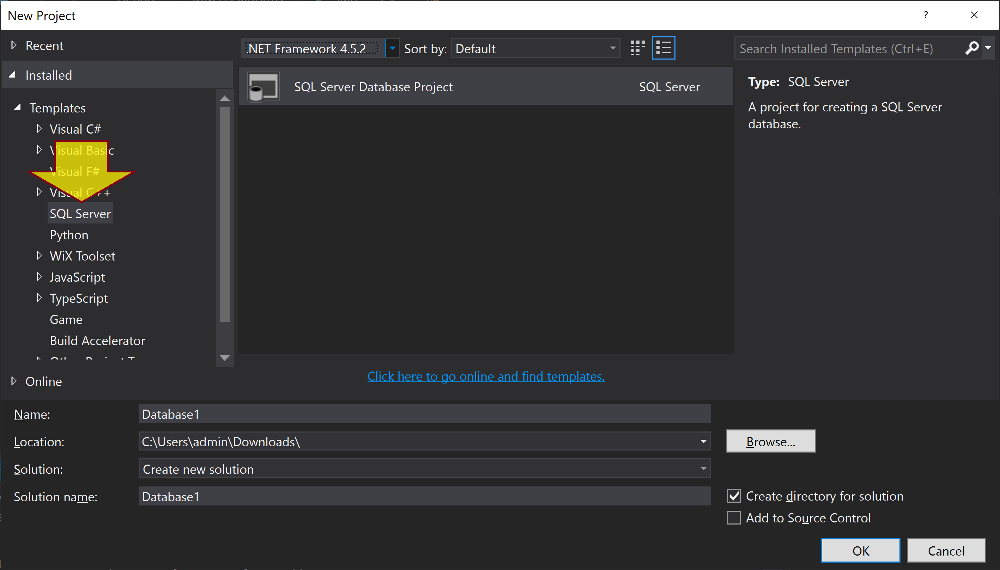 New Project
?
Recent
.NET Framework 4.5.2
Sort by:
Default
Search Installed Templates (Ctrl+E)
Installed
Templates
Visual C#
Visual Basic
Visual F#
Visual C++
SQL Server
Python
WiX Toolset
JavaScript
TypeScript
Game
Build Accelerator
Online
SQL Server Database Project
SQL Server
Type: SQL Server
A project for creating a SQL Server
database.
Click here to go online and find templates.
Name:
Database1
Location:
C:\Users\admin\Downloads\
Browse...
Solution:
Create new solution
Solution name:
Database1
Create directory for solution
Add to Source Control
OK
Cancel